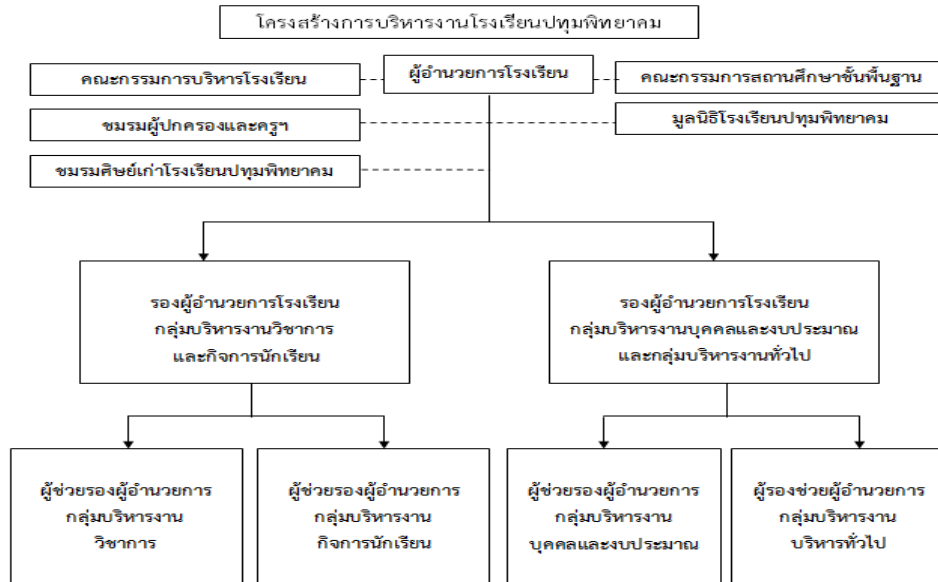 โครงสร้างการบริหารงานโรงเรียนปทุมพิทยาคม
ผู้อำนวยการโรงเรียน
คณะกรรมการบริหารโรงเรียน
คณะกรรมการสถานศึกษาชั้นพื้นฐาน
ชมรมผู้ปกครองและครูฯ
มูลนิธิโรงเรียนปทุมพิทยาคม
ชมรมศิษย์เก่าโรงเรียนปทุมพิทยาคม
รองผู้อำนวยการโรงเรียน
กลุ่มบริหารงานวิชาการ
และกิจการนักเรียน
รองผู้อำนวยการโรงเรียน
กลุ่มบริหารงานบุคคลและงบประมาณ
และกลุ่มบริหารงานทั่วไป
ผู้ช่วยรองผู้อำนวยการ
กลุ่มบริหารงาน
วิชาการ
ผู้ช่วยรองผู้อำนวยการ
กลุ่มบริหารงาน
กิจการนักเรียน
ผู้ช่วยรองผู้อำนวยการ
กลุ่มบริหารงาน
บุคคลและงบประมาณ
ผู้รองช่วยผู้อำนวยการ
กลุ่มบริหารงาน
บริหารทั่วไป